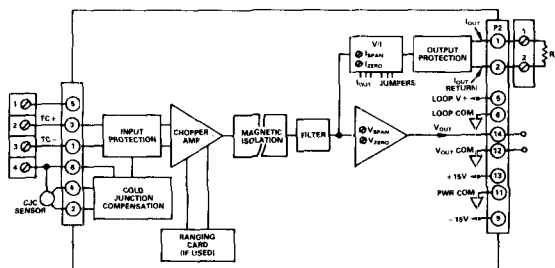 P2
I OUT
1
2
RL
I OUT RETURN
V/I
I SPAN
I ZERO
I OUT JUMPERS
OUTPUT PROTECTION
5
LOOP V+
6
LOOP COM
1
2
3
4
TC+
TC-
5
3
1
6
4
2
CJC SENSOR
INPUT PROTECTION
COLD JUNCTION COMPENSATION
CHOPPER AMP
MAGNETIC ISOLATION
FILTER
RANGING CARD (IF USED)
V SPAN
V ZERO
V OUT
14
V OUT COM
12
+15V
13
PWR COM
11
-15V
9